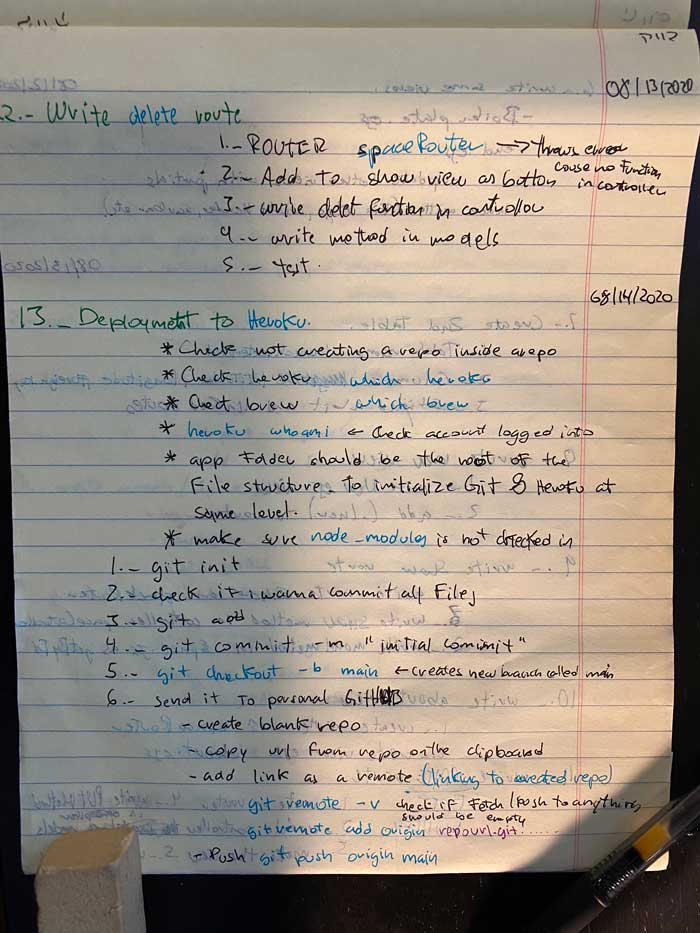 08/13/2020
2.- Write delete route
1.- ROUTER spaceRouter → throws error
cause no Function
2.- Add to show view as botton in controller
3.- write delet function in controller
4.- write method in models
5.- test.
08/14/2020
13.- Deployment to Heroku.
* Check not creating a repo inside a repo
* Check heroku which heroku
* Chect brew which brew
* heroku whoami ← Check account logged into
* app Folder should be the root of the
File structure. To initialize Git & Heroku at
same level.
* make sure node_modules is not checked in
1.- git init
2.- check if i wanna commit all Files
3.- git add
4.- git commit -m "initial commit"
5.- git checkout -b main ← creates new branch called main
6.- send it To personal GitHUB
- create blank repo
- copy url from repo on the clipboard
- add link as a remote (linking to created repo)
git remote -v check if Fetch/Push to anything
should be empty
git remote add origin repourl.git......
- Push git push origin main